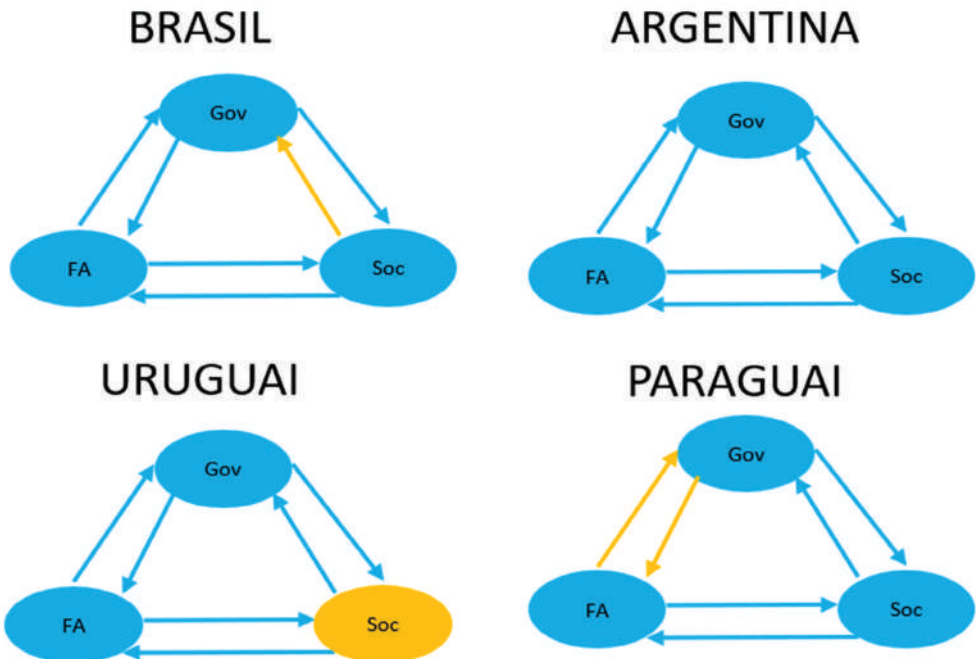 BRASIL
ARGENTINA
Gov
Gov
FA
Soc
FA
Soc
URUGUAI
PARAGUAI
Gov
Gov
FA
Soc
FA
Soc